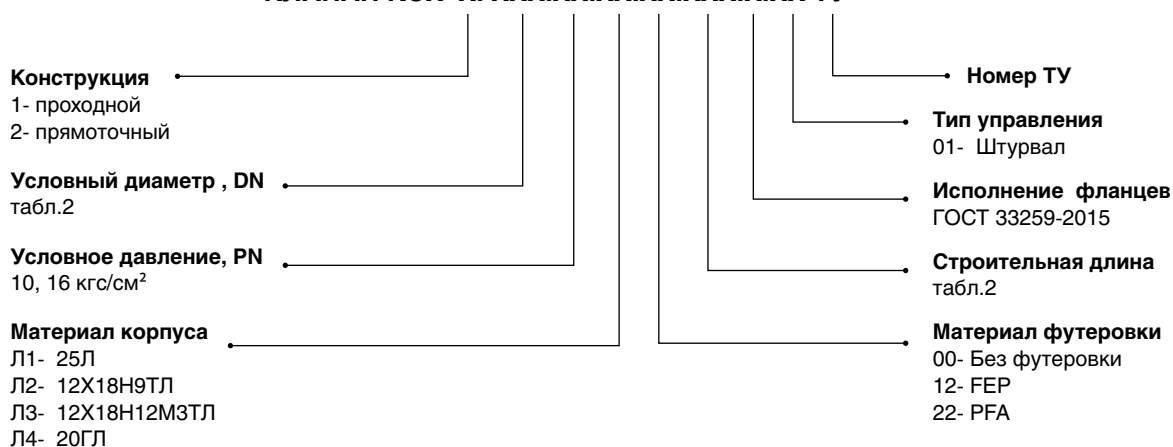 Конструкция
1- проходной
2- прямоточный
Условный диаметр , DN
табл.2
Условное давление, PN
10, 16 кгс/см²
Материал корпуса
Л1- 25Л
Л2- 12Х18Н9ТЛ
Л3- 12Х18Н12М3ТЛ
Л4- 20ГЛ
Номер ТУ
Тип управления
01- Штурвал
Исполнение фланцев
ГОСТ 33259-2015
Строительная длина
табл.2
Материал футеровки
00- Без футеровки
12- FEP
22- PFA